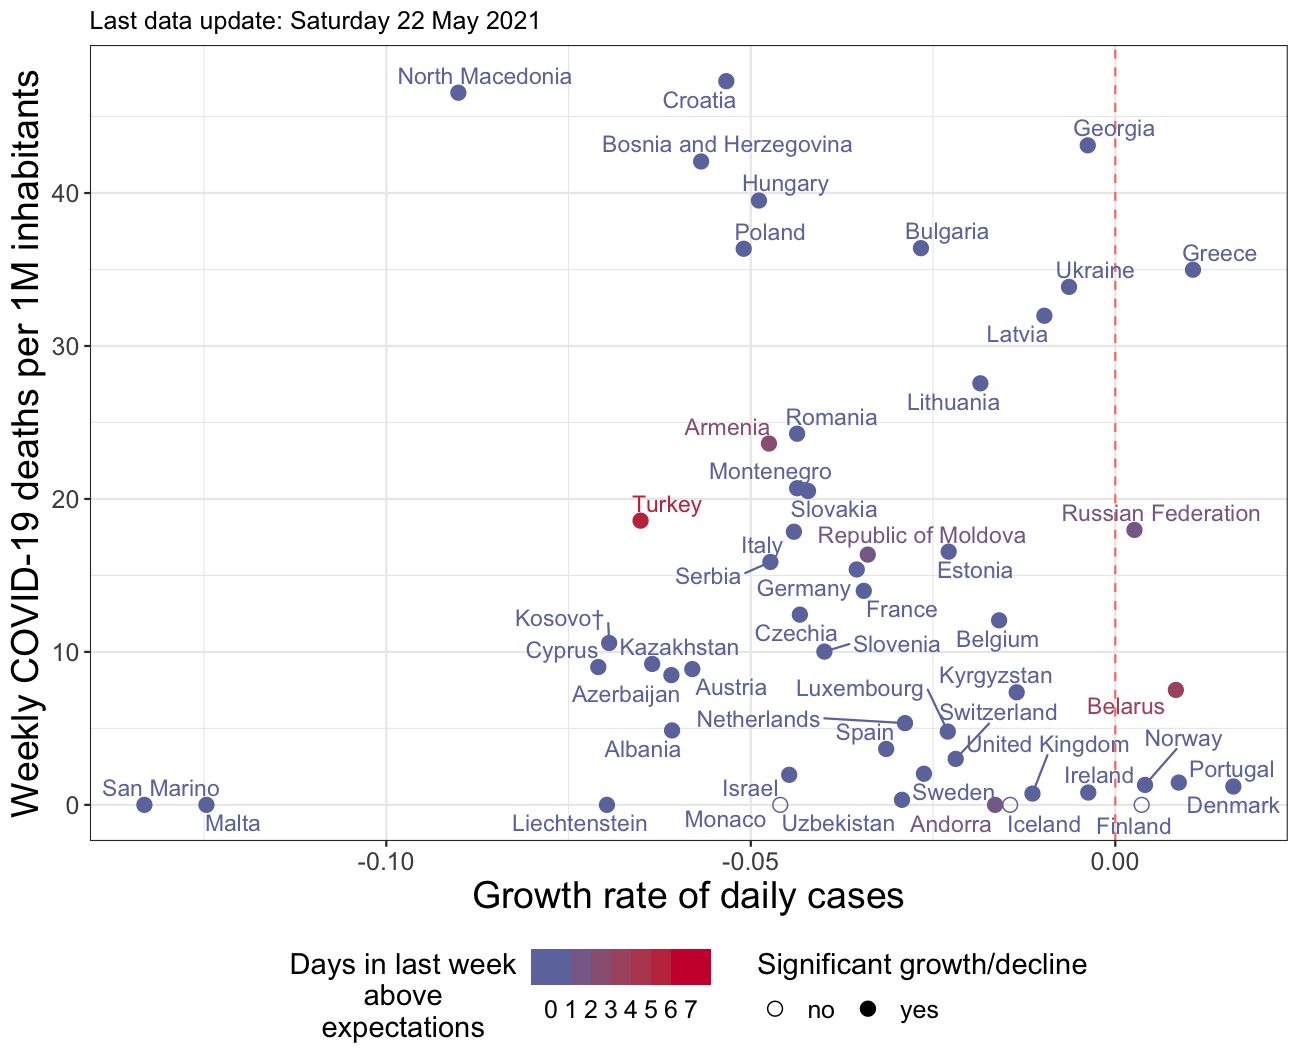 Last data update: Saturday 22 May 2021
Weekly COVID-19 deaths per 1M inhabitants
North Macedonia
Croatia
Georgia
Bosnia and Herzegovina
Hungary
40
Poland
Bulgaria
Greece
Ukraine
Latvia
30
Lithuania
Romania
Armenia
Montenegro
20
Turkey
Slovakia
Russian Federation
Republic of Moldova
Italy
Estonia
Serbia
Germany
France
Kosovo†
Czechia
Belgium
Slovenia
Kazakhstan
Cyprus
10
Kyrgyzstan
Austria
Luxembourg
Azerbaijan
Belarus
Switzerland
Netherlands
Spain
Norway
United Kingdom
Albania
Portugal
Ireland
San Marino
Israel
Sweden
0
Denmark
Monaco
Malta
Liechtenstein
Uzbekistan
Andorra
Iceland
Finland
-0.10
-0.05
0.00
Growth rate of daily cases
Days in last week
above
expectations
0 1 2 3 4 5 6 7
Significant growth/decline
no
yes